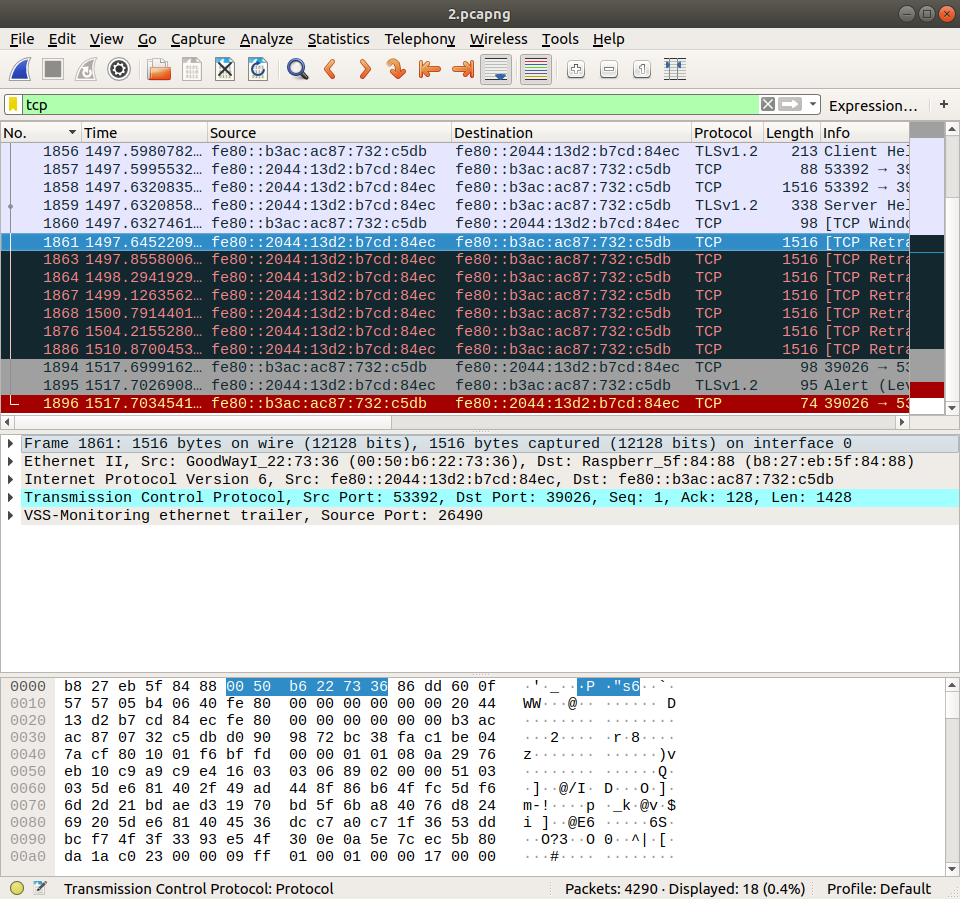 2.pcapng
File Edit View Go Capture Analyze Statistics Telephony Wireless Tools Help
tcp Expression… +
No. Time Source Destination Protocol Length Info
1856 1497.5980782… fe80::b3ac:ac87:732:c5db fe80::2044:13d2:b7cd:84ec TLSv1.2 213 Client Hel
1857 1497.5995532… fe80::2044:13d2:b7cd:84ec fe80::b3ac:ac87:732:c5db TCP 88 53392 → 39
1858 1497.6320835… fe80::2044:13d2:b7cd:84ec fe80::b3ac:ac87:732:c5db TCP 1516 53392 → 39
1859 1497.6320858… fe80::2044:13d2:b7cd:84ec fe80::b3ac:ac87:732:c5db TLSv1.2 338 Server Hel
1860 1497.6327461… fe80::b3ac:ac87:732:c5db fe80::2044:13d2:b7cd:84ec TCP 98 [TCP Windo
1861 1497.6452209… fe80::2044:13d2:b7cd:84ec fe80::b3ac:ac87:732:c5db TCP 1516 [TCP Retra
1863 1497.8558006… fe80::2044:13d2:b7cd:84ec fe80::b3ac:ac87:732:c5db TCP 1516 [TCP Retra
1864 1498.2941929… fe80::2044:13d2:b7cd:84ec fe80::b3ac:ac87:732:c5db TCP 1516 [TCP Retra
1867 1499.1263562… fe80::2044:13d2:b7cd:84ec fe80::b3ac:ac87:732:c5db TCP 1516 [TCP Retra
1868 1500.7914401… fe80::2044:13d2:b7cd:84ec fe80::b3ac:ac87:732:c5db TCP 1516 [TCP Retra
1876 1504.2155280… fe80::2044:13d2:b7cd:84ec fe80::b3ac:ac87:732:c5db TCP 1516 [TCP Retra
1886 1510.8700453… fe80::2044:13d2:b7cd:84ec fe80::b3ac:ac87:732:c5db TCP 1516 [TCP Retra
1894 1517.6999162… fe80::b3ac:ac87:732:c5db fe80::2044:13d2:b7cd:84ec TCP 98 39026 → 53
1895 1517.7026908… fe80::b3ac:ac87:732:c5db fe80::2044:13d2:b7cd:84ec TLSv1.2 95 Alert (Lev
1896 1517.7034541… fe80::b3ac:ac87:732:c5db fe80::2044:13d2:b7cd:84ec TCP 74 39026 → 53
Frame 1861: 1516 bytes on wire (12128 bits), 1516 bytes captured (12128 bits) on interface 0
Ethernet II, Src: GoodWayI_22:73:36 (00:50:b6:22:73:36), Dst: Raspberr_5f:84:88 (b8:27:eb:5f:84:88)
Internet Protocol Version 6, Src: fe80::2044:13d2:b7cd:84ec, Dst: fe80::b3ac:ac87:732:c5db
Transmission Control Protocol, Src Port: 53392, Dst Port: 39026, Seq: 1, Ack: 128, Len: 1428
VSS-Monitoring ethernet trailer, Source Port: 26490
0000 b8 27 eb 5f 84 88 00 50 b6 22 73 36 86 dd 60 0f ·'·_···P ·"s6··`·
0010 57 57 05 b4 06 40 fe 80 00 00 00 00 00 00 20 44 WW···@·· ······ D
0020 13 d2 b7 cd 84 ec fe 80 00 00 00 00 00 00 b3 ac ········ ········
0030 ac 87 07 32 c5 db d0 90 98 72 bc 38 fa c1 be 04 ···2···· ·r·8····
0040 7a cf 80 10 01 f6 bf fd 00 00 01 01 08 0a 29 76 z······· ······)v
0050 eb 10 c9 a9 c9 e4 16 03 03 06 89 02 00 00 51 03 ········ ······Q·
0060 03 5d e6 81 40 2f 49 ad 44 8f 86 b6 4f fc 5d f6 ·]··@/I· D···O·]·
0070 6d 2d 21 bd ae d3 19 70 bd 5f 6b a8 40 76 d8 24 m-!····p ·_k·@v·$
0080 69 20 5d e6 81 40 45 36 dc c7 a0 c7 1f 36 53 dd i ]··@E6 ·····6S·
0090 bc f7 4f 3f 33 93 e5 4f 30 0e 0a 5e 7c ec 5b 80 ··O?3··O 0··^|·[·
00a0 da 1a c0 23 00 00 09 ff 01 00 01 00 00 17 00 00 ···#···· ········
Transmission Control Protocol: Protocol Packets: 4290 · Displayed: 18 (0.4%) Profile: Default